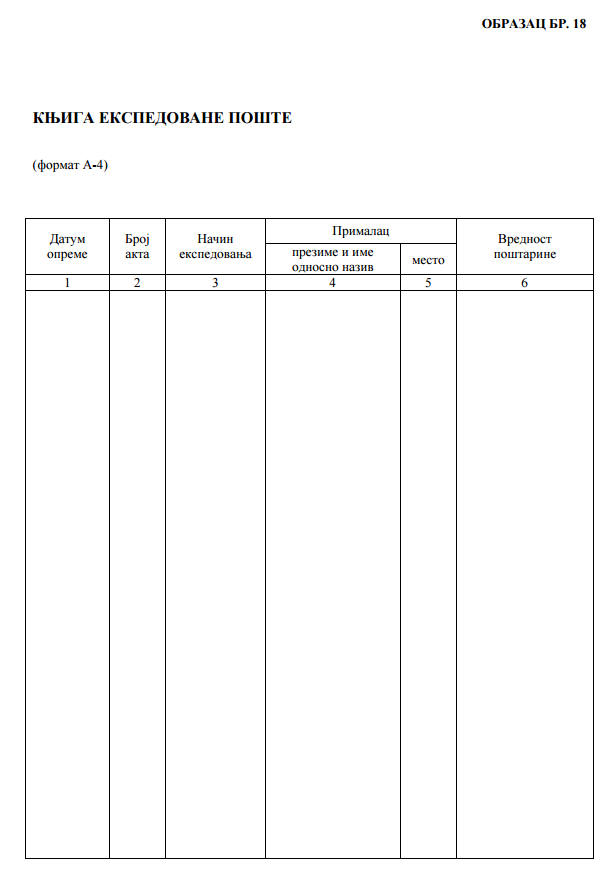 ОБРАЗАЦ БР. 18
КЊИГА ЕКСПЕДОВАНЕ ПОШТЕ
(формат А-4)
Датум
опреме
Број
акта
Начин
експедовања
Прималац
презиме и име
односно назив
место
Вредност
поштарине
1 2 3 4 5 6